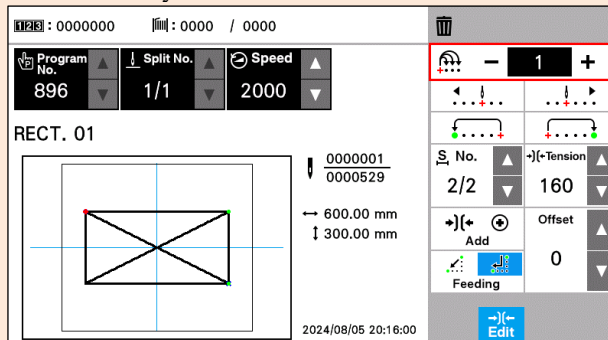 123 : 0000000 : 0000 / 0000
Program No. Split No. Speed
896 1/1 2000
RECT. 01
0000001
0000529
600.00 mm
300.00 mm
2024/08/05 20:16:00
− 1 +
S No. Tension
2/2 160
Add
Offset
0
Feeding
Edit